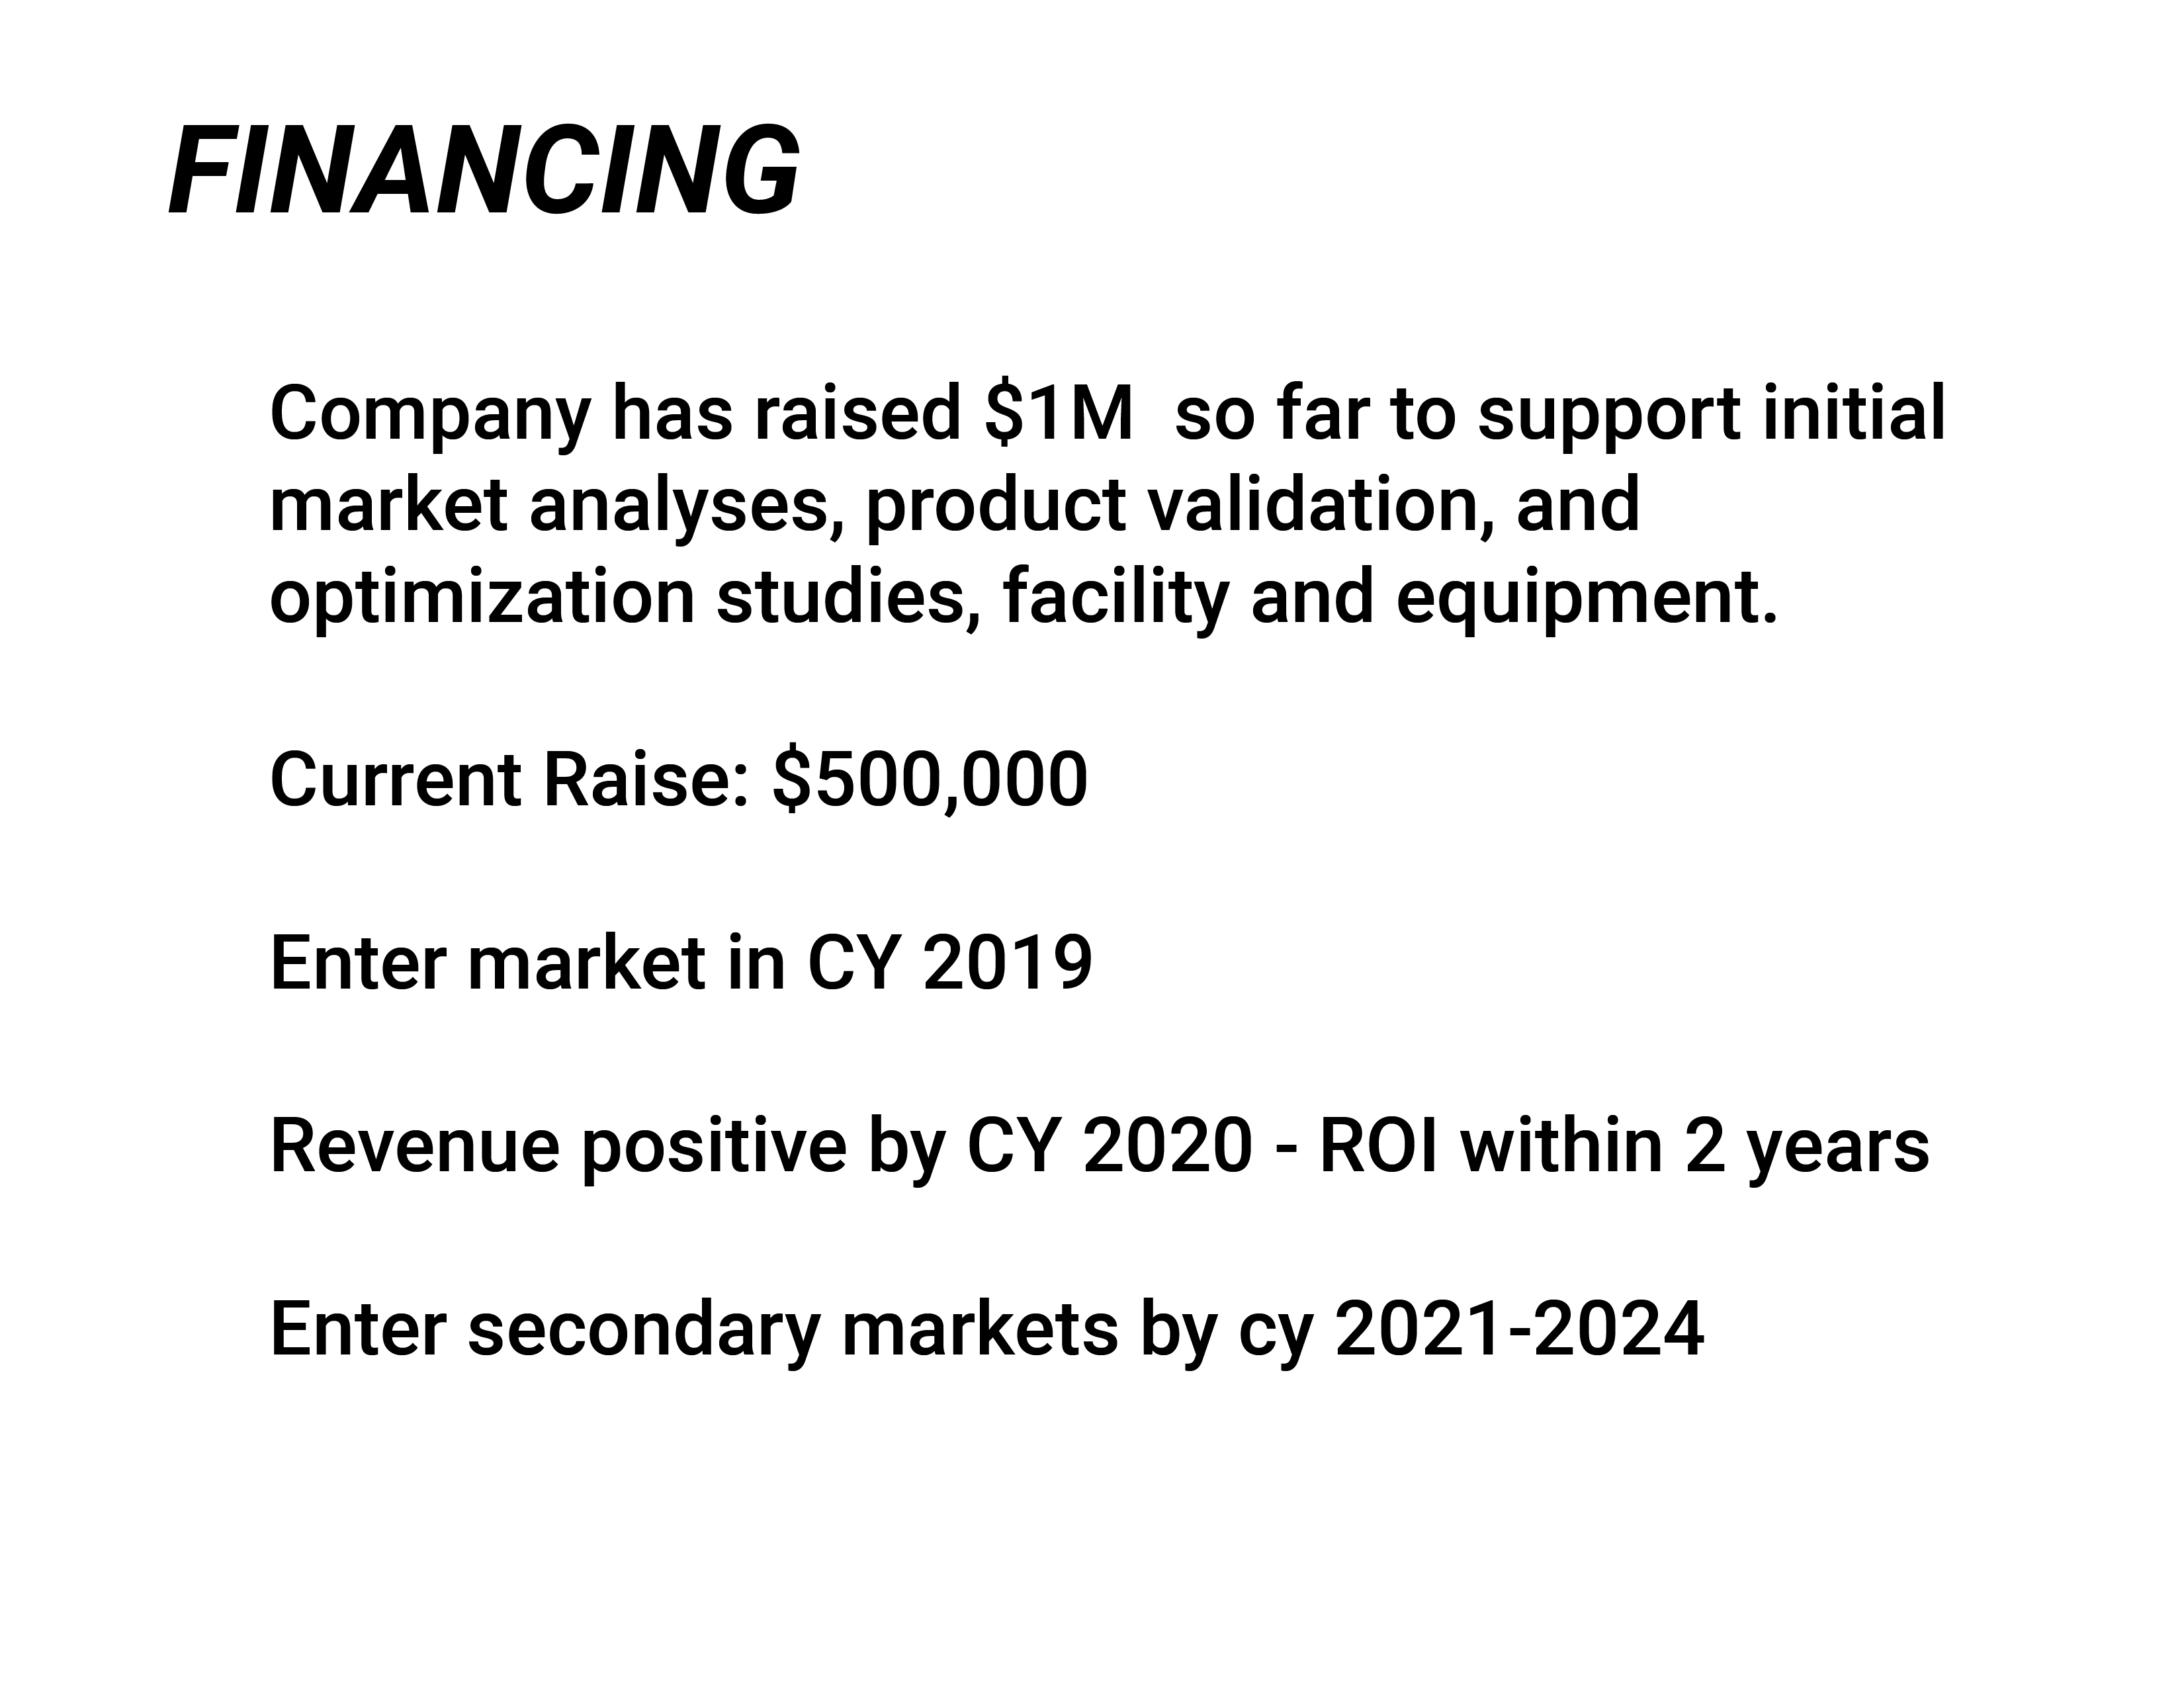 FINANCING
Company has raised $1M  so far to support initial
market analyses, product validation, and
optimization studies, facility and equipment.
Current Raise: $500,000
Enter market in CY 2019
Revenue positive by CY 2020 - ROI within 2 years
Enter secondary markets by cy 2021-2024